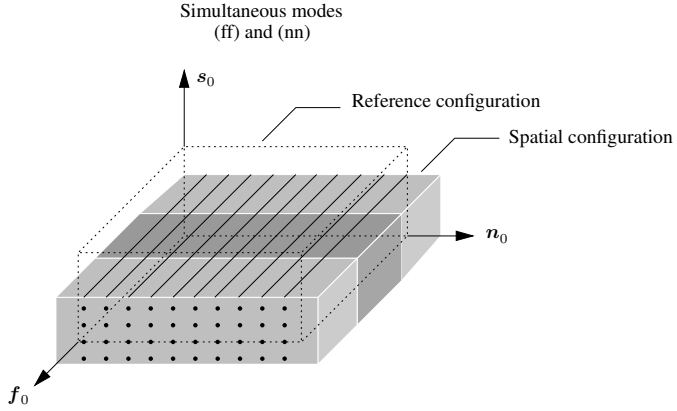 Simultaneous modes
(ff) and (nn)
s₀
Reference configuration
Spatial configuration
n₀
f₀